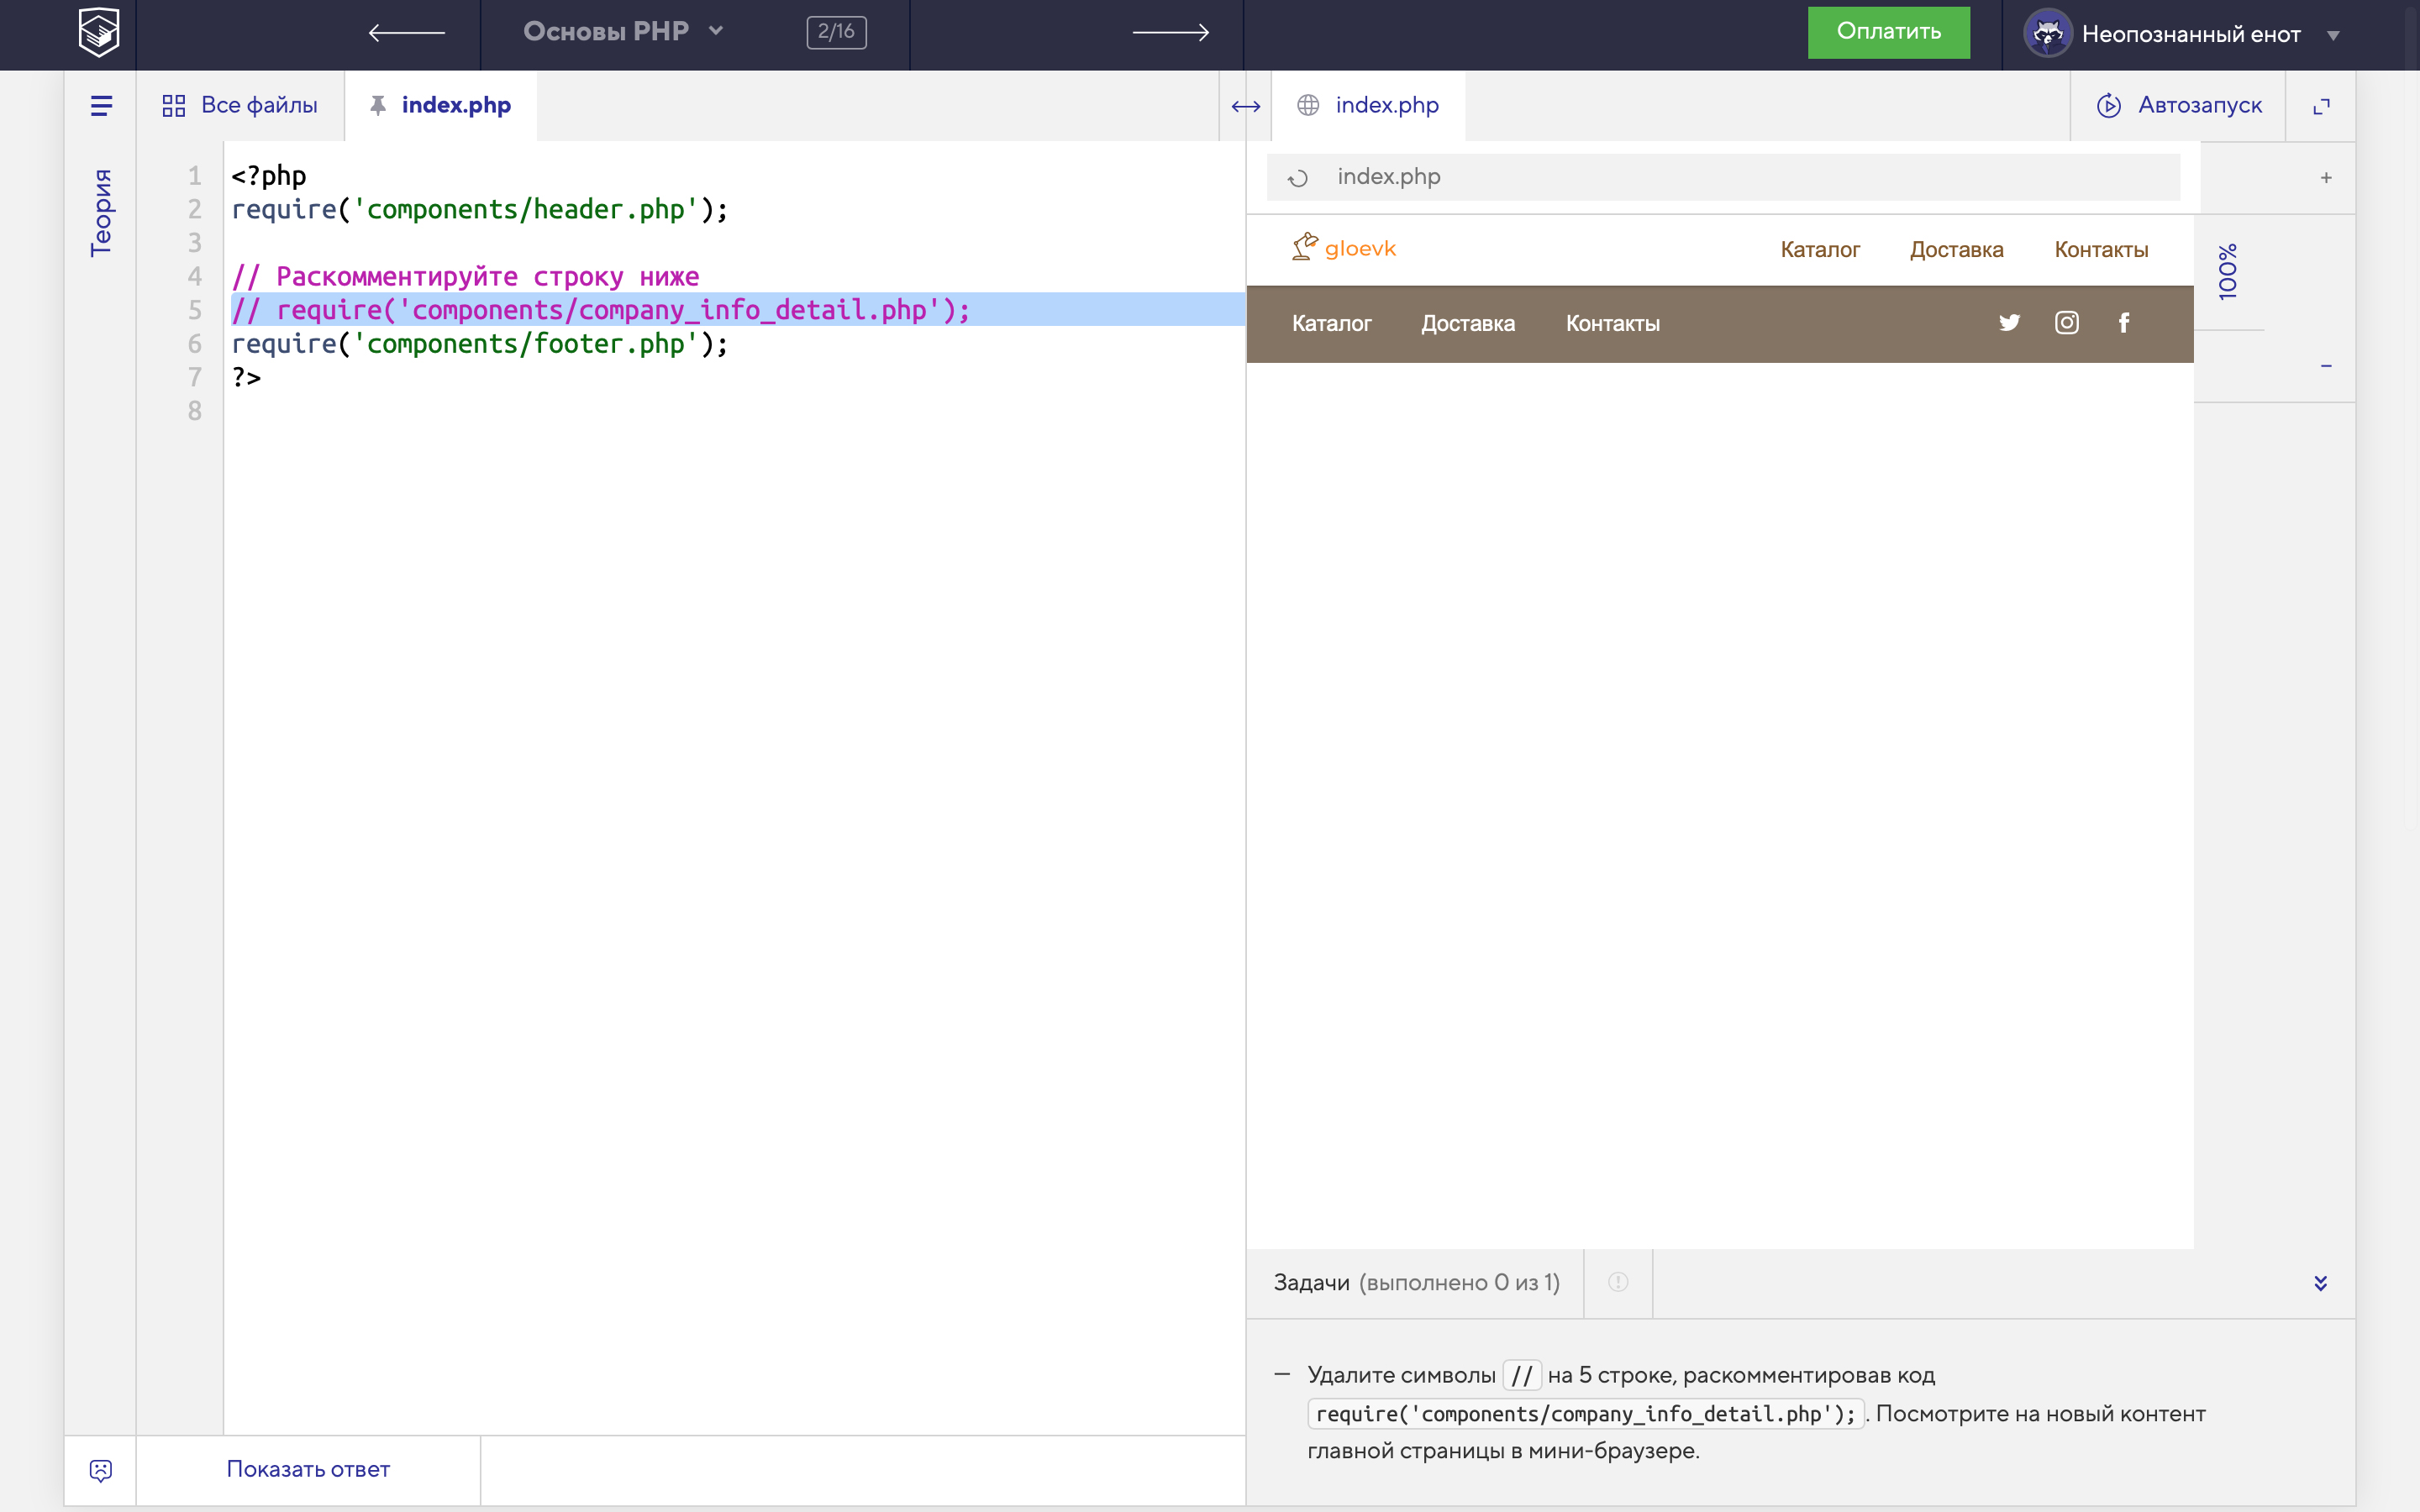 Основы PHP
2/16
Оплатить
Неопознанный енот
Все файлы
index.php
index.php
Автозапуск
Теория
1 <?php
2 require('components/header.php');
3
4 // Раскомментируйте строку ниже
5 // require('components/company_info_detail.php');
6 require('components/footer.php');
7 ?>
8
index.php
+
100%
−
gloevk
Каталог Доставка Контакты
Каталог Доставка Контакты
Задачи (выполнено 0 из 1)
— Удалите символы // на 5 строке, раскомментировав код
require('components/company_info_detail.php'); . Посмотрите на новый контент
главной страницы в мини-браузере.
Показать ответ